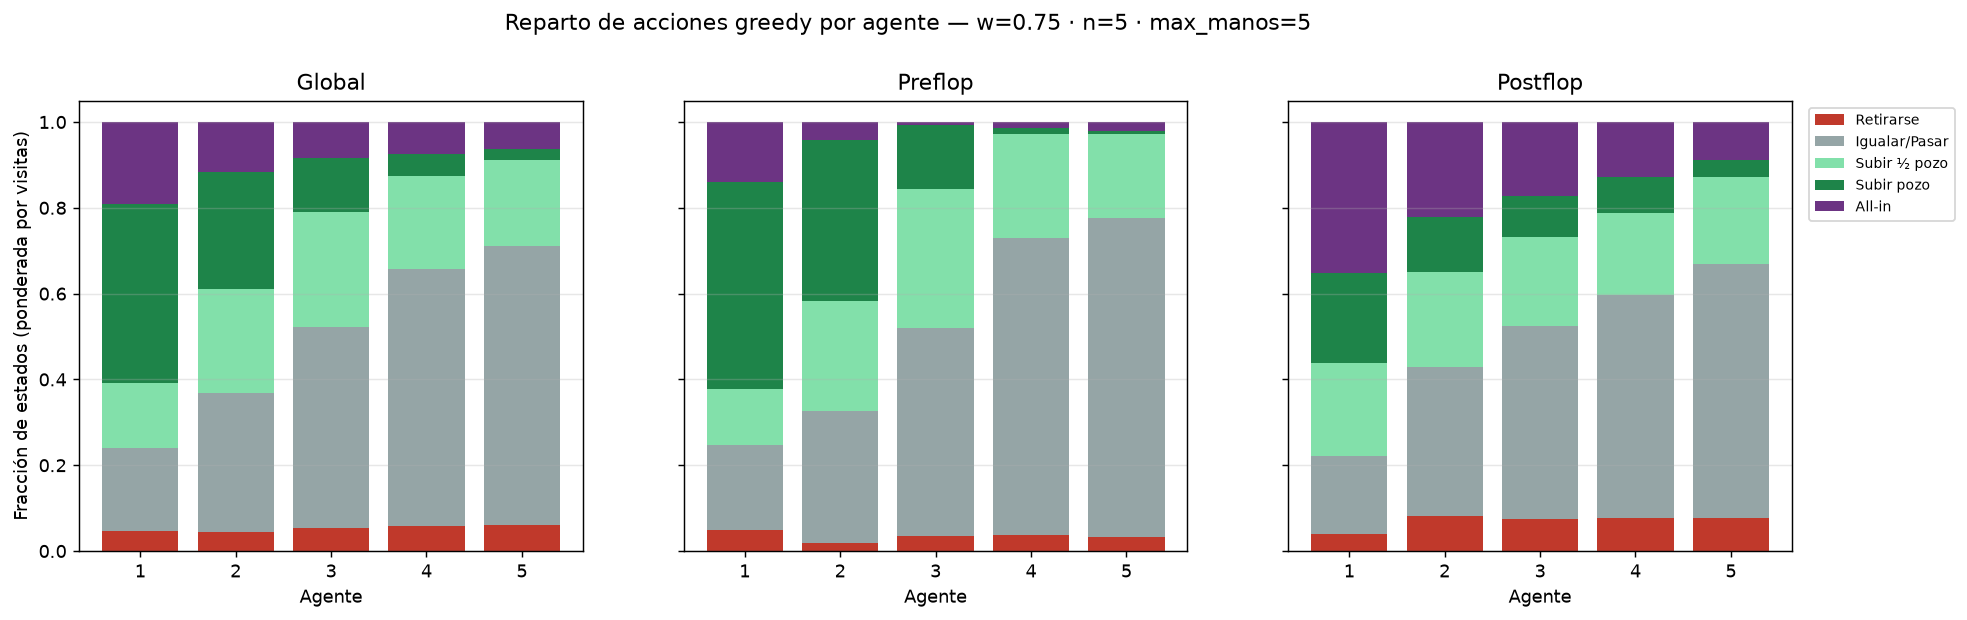 Reparto de acciones greedy por agente — w=0.75 · n=5 · max_manos=5
Global
Preflop
Postflop
Fracción de estados (ponderada por visitas)
1.0
0.8
0.6
0.4
0.2
0.0
1 2 3 4 5
Agente
1 2 3 4 5
Agente
1 2 3 4 5
Agente
Retirarse
Igualar/Pasar
Subir ½ pozo
Subir pozo
All-in